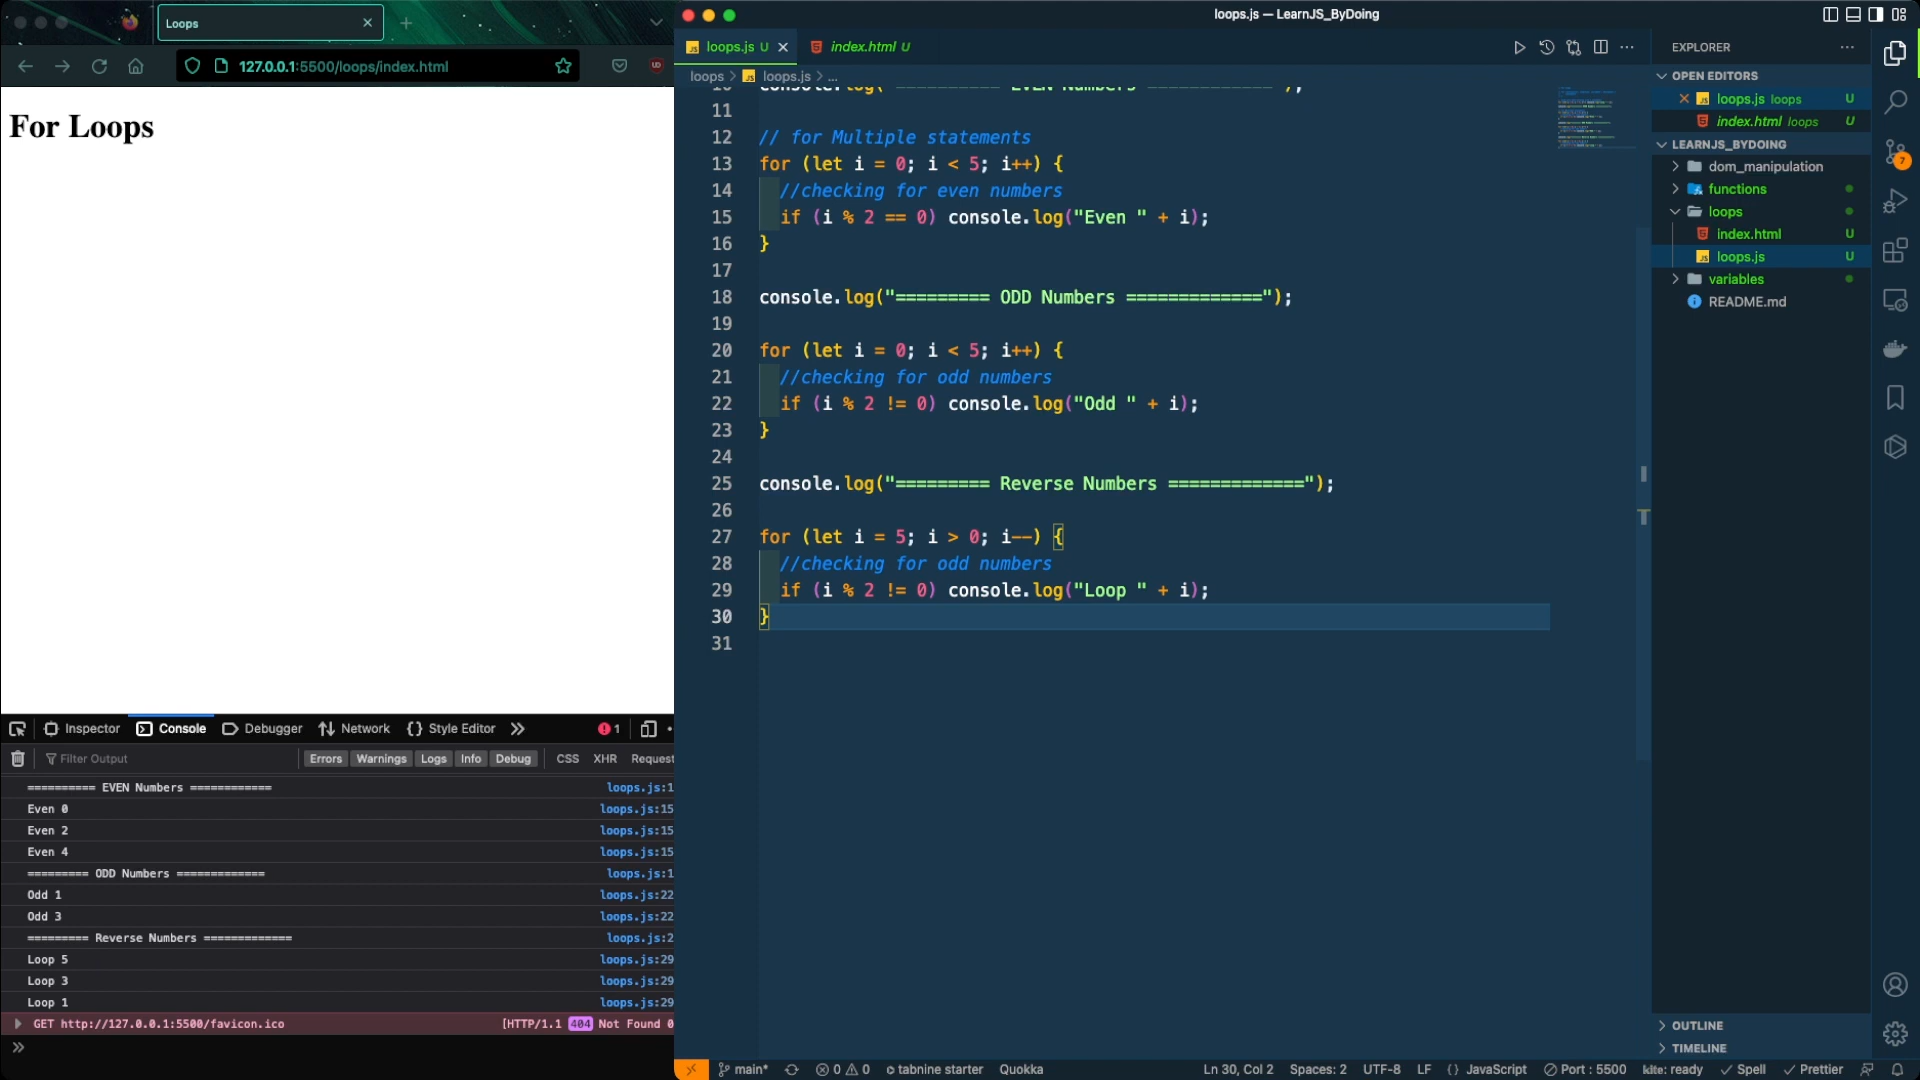 Loops
127.0.0.1:5500/loops/index.html
For Loops
Inspector Console Debugger Network Style Editor 1
Filter Output Errors Warnings Logs Info Debug CSS XHR Request
========== EVEN Numbers ============ loops.js:1
Even 0 loops.js:15
Even 2 loops.js:15
Even 4 loops.js:15
========= ODD Numbers ============= loops.js:1
Odd 1 loops.js:22
Odd 3 loops.js:22
========= Reverse Numbers ============= loops.js:2
Loop 5 loops.js:29
Loop 3 loops.js:29
Loop 1 loops.js:29
GET http://127.0.0.1:5500/favicon.ico [HTTP/1.1 404 Not Found 0
loops.js — LearnJS_ByDoing
loops.js U index.html U
loops > loops.js > ...
10 console.log("========== EVEN Numbers ============");
11
12 // for Multiple statements
13 for (let i = 0; i < 5; i++) {
14 //checking for even numbers
15 if (i % 2 == 0) console.log("Even " + i);
16 }
17
18 console.log("========= ODD Numbers =============");
19
20 for (let i = 0; i < 5; i++) {
21 //checking for odd numbers
22 if (i % 2 != 0) console.log("Odd " + i);
23 }
24
25 console.log("========= Reverse Numbers =============");
26
27 for (let i = 5; i > 0; i--) {
28 //checking for odd numbers
29 if (i % 2 != 0) console.log("Loop " + i);
30 }
31
EXPLORER
OPEN EDITORS
loops.js loops U
index.html loops U
LEARNJS_BYDOING
dom_manipulation
functions
loops
index.html U
loops.js U
variables
README.md
OUTLINE
TIMELINE
7
main* 0 0 tabnine starter Quokka Ln 30, Col 2 Spaces: 2 UTF-8 LF {} JavaScript Port : 5500 kite: ready Spell Prettier